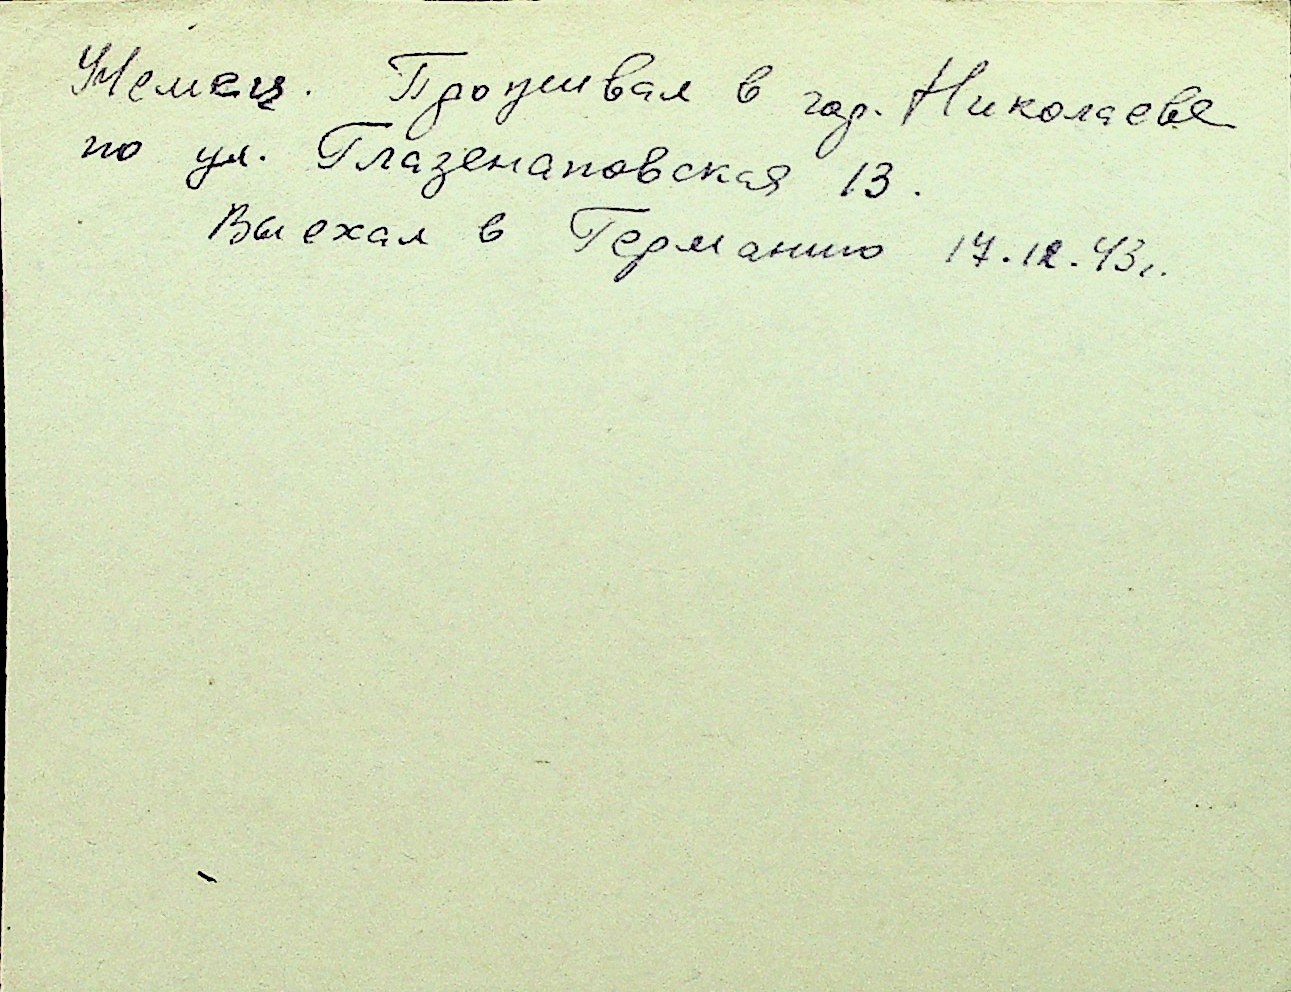 Немец. Проживал в гор. Николаеве
по ул. Глазенаповская 13.
Выехал в Германию 17.12.43г.